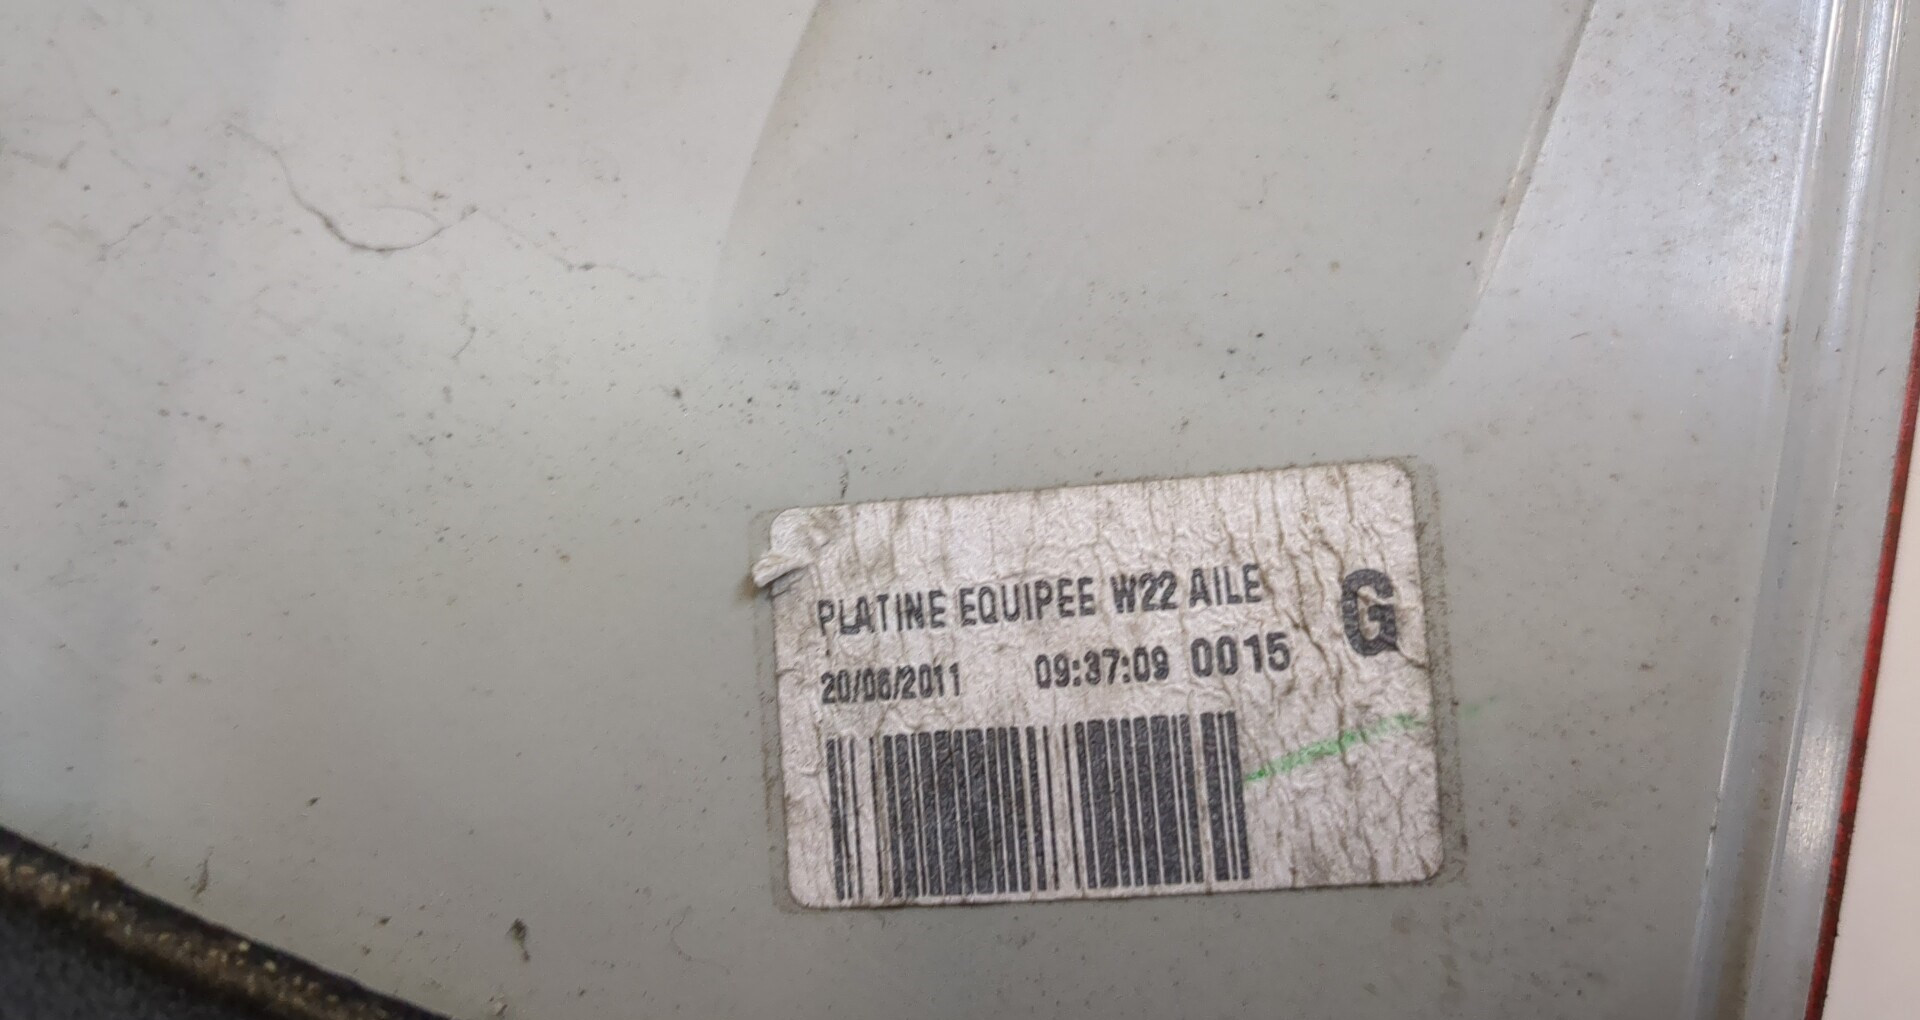 PLATINE EQUIPEE W22 AILE G
20/06/2011 09:37:09 0015